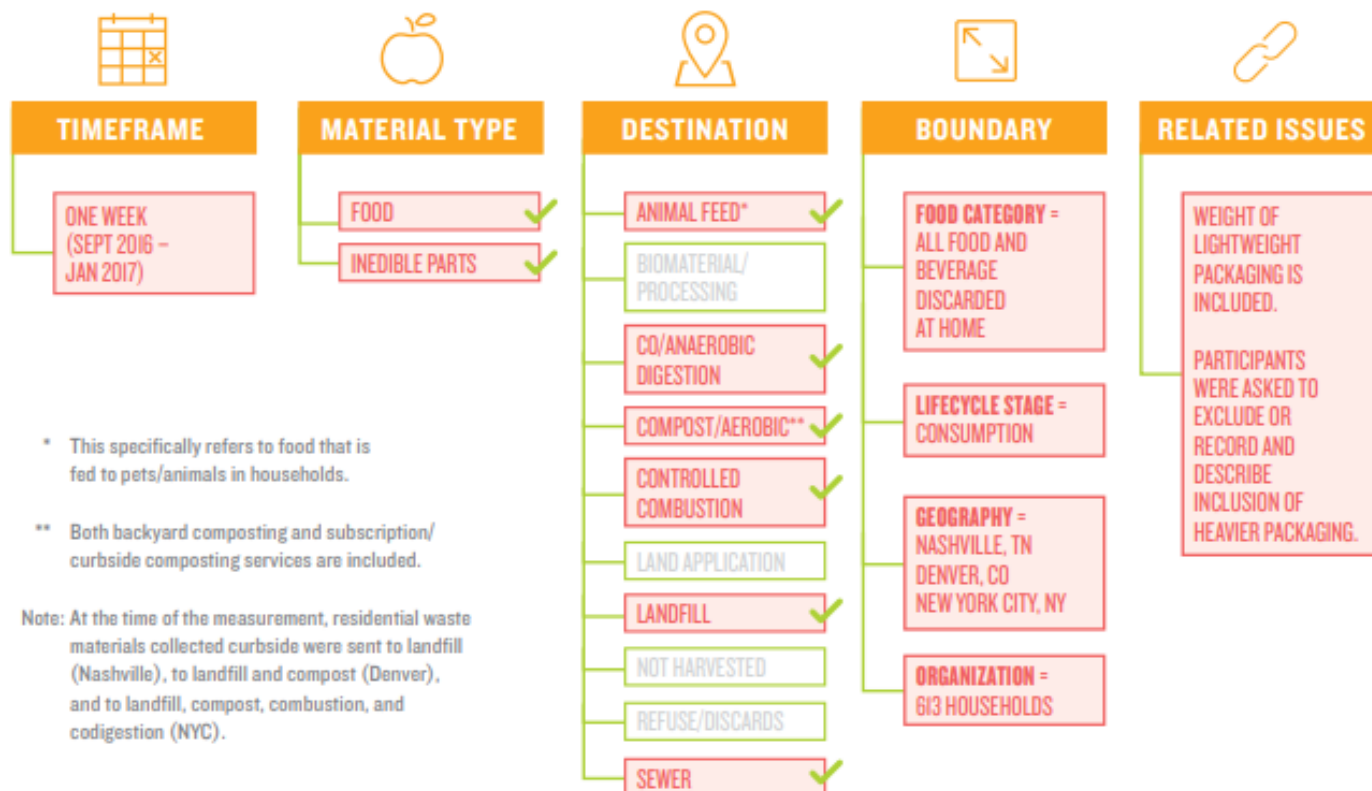 TIMEFRAME
ONE WEEK
(SEPT 2016 –
JAN 2017)
MATERIAL TYPE
FOOD
INEDIBLE PARTS
DESTINATION
ANIMAL FEED*
BIOMATERIAL/
PROCESSING
CO/ANAEROBIC
DIGESTION
COMPOST/AEROBIC**
CONTROLLED
COMBUSTION
LAND APPLICATION
LANDFILL
NOT HARVESTED
REFUSE/DISCARDS
SEWER
BOUNDARY
FOOD CATEGORY =
ALL FOOD AND
BEVERAGE
DISCARDED
AT HOME
LIFECYCLE STAGE =
CONSUMPTION
GEOGRAPHY =
NASHVILLE, TN
DENVER, CO
NEW YORK CITY, NY
ORGANIZATION =
613 HOUSEHOLDS
RELATED ISSUES
WEIGHT OF
LIGHTWEIGHT
PACKAGING IS
INCLUDED.
PARTICIPANTS
WERE ASKED TO
EXCLUDE OR
RECORD AND
DESCRIBE
INCLUSION OF
HEAVIER PACKAGING.
* This specifically refers to food that is
fed to pets/animals in households.
** Both backyard composting and subscription/
curbside composting services are included.
Note: At the time of the measurement, residential waste
materials collected curbside were sent to landfill
(Nashville), to landfill and compost (Denver),
and to landfill, compost, combustion, and
codigestion (NYC).